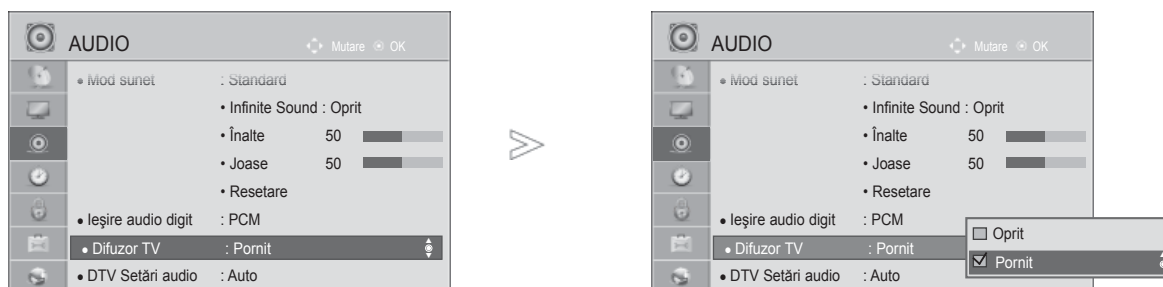 AUDIO
Mutare OK
• Mod sunet : Standard
• Infinite Sound : Oprit
• Înalte 50
• Joase 50
• Resetare
• Ieşire audio digit : PCM
• Difuzor TV : Pornit
• DTV Setări audio : Auto
>
AUDIO
Mutare OK
• Mod sunet : Standard
• Infinite Sound : Oprit
• Înalte 50
• Joase 50
• Resetare
• Ieşire audio digit : PCM
• Difuzor TV : Pornit
• DTV Setări audio : Auto
Oprit
Pornit